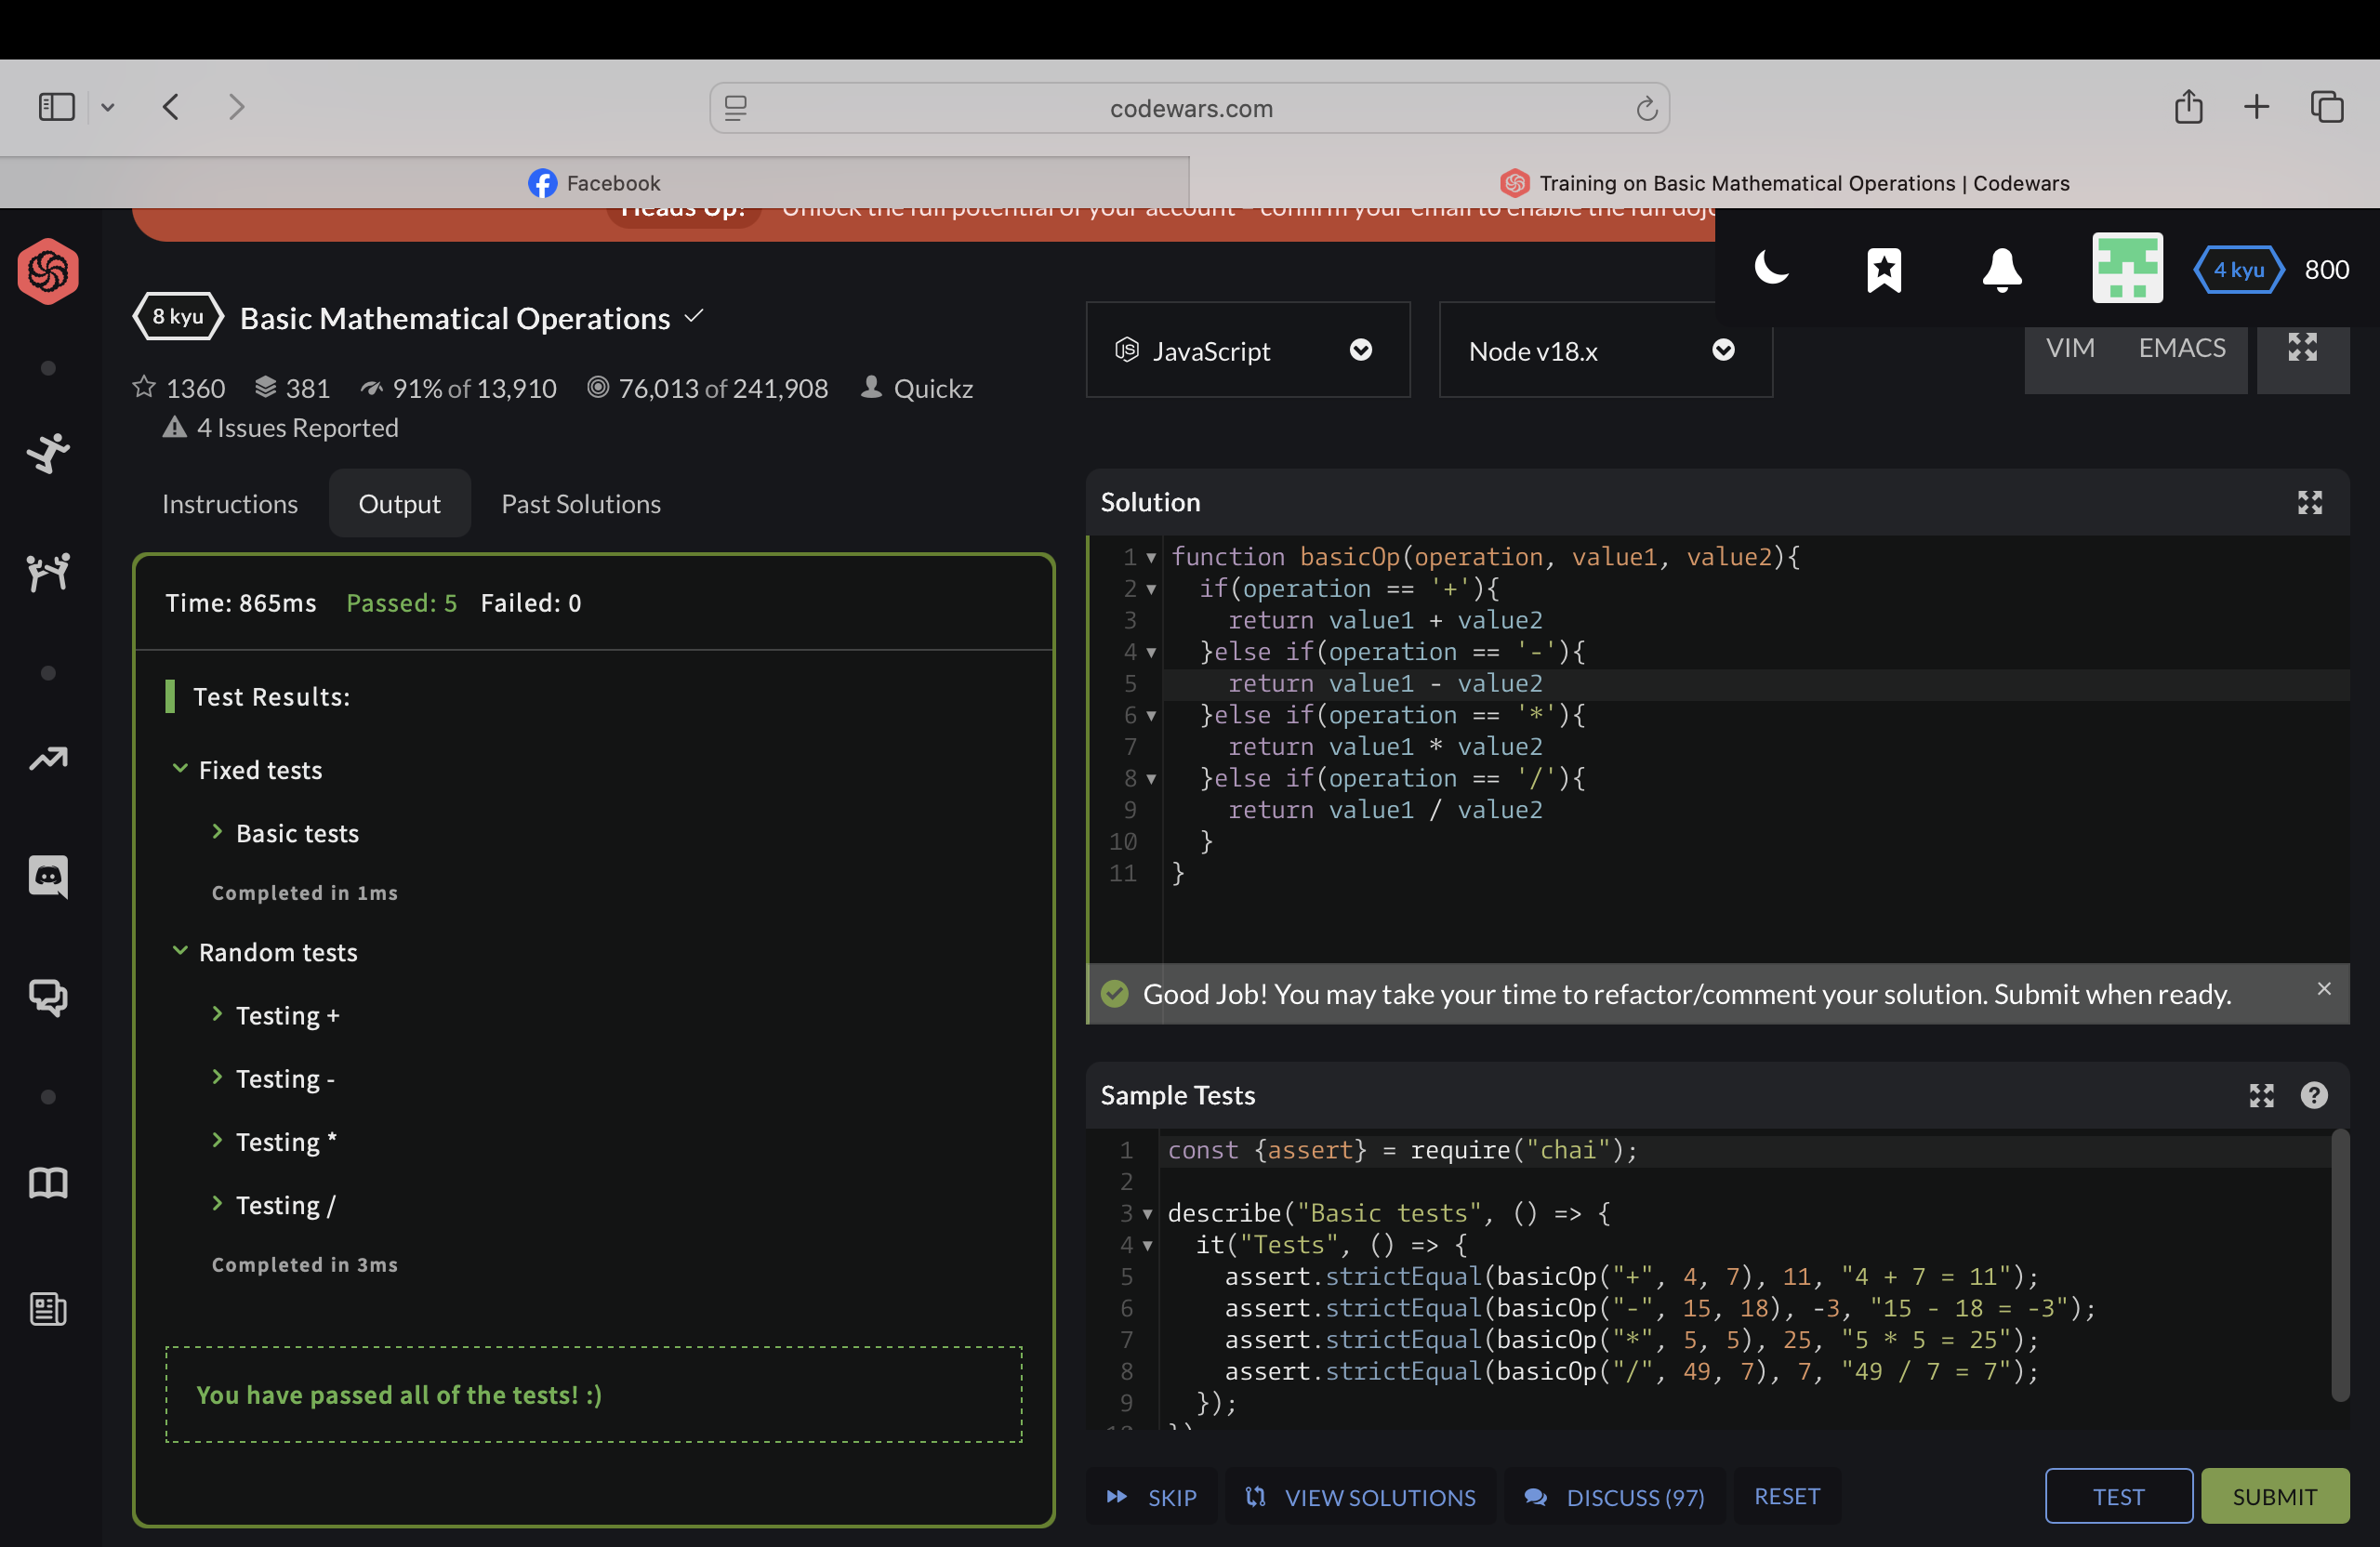 codewars.com
Facebook
Training on Basic Mathematical Operations | Codewars
Heads Up! Unlock the full potential of your account – confirm your email to enable the full dojo
4 kyu 800
8 kyu Basic Mathematical Operations
JavaScript
Node v18.x
VIM EMACS
1360 381 91% of 13,910 76,013 of 241,908 Quickz
4 Issues Reported
Instructions Output Past Solutions
Time: 865ms Passed: 5 Failed: 0
Test Results:
Fixed tests
Basic tests
Completed in 1ms
Random tests
Testing +
Testing -
Testing *
Testing /
Completed in 3ms
You have passed all of the tests! :)
Solution
1 function basicOp(operation, value1, value2){
2 if(operation == '+'){
3 return value1 + value2
4 }else if(operation == '-'){
5 return value1 - value2
6 }else if(operation == '*'){
7 return value1 * value2
8 }else if(operation == '/'){
9 return value1 / value2
10 }
11 }
Good Job! You may take your time to refactor/comment your solution. Submit when ready.
Sample Tests
1 const {assert} = require("chai");
2
3 describe("Basic tests", () => {
4 it("Tests", () => {
5 assert.strictEqual(basicOp("+", 4, 7), 11, "4 + 7 = 11");
6 assert.strictEqual(basicOp("-", 15, 18), -3, "15 - 18 = -3");
7 assert.strictEqual(basicOp("*", 5, 5), 25, "5 * 5 = 25");
8 assert.strictEqual(basicOp("/", 49, 7), 7, "49 / 7 = 7");
9 });
SKIP VIEW SOLUTIONS DISCUSS (97) RESET TEST SUBMIT